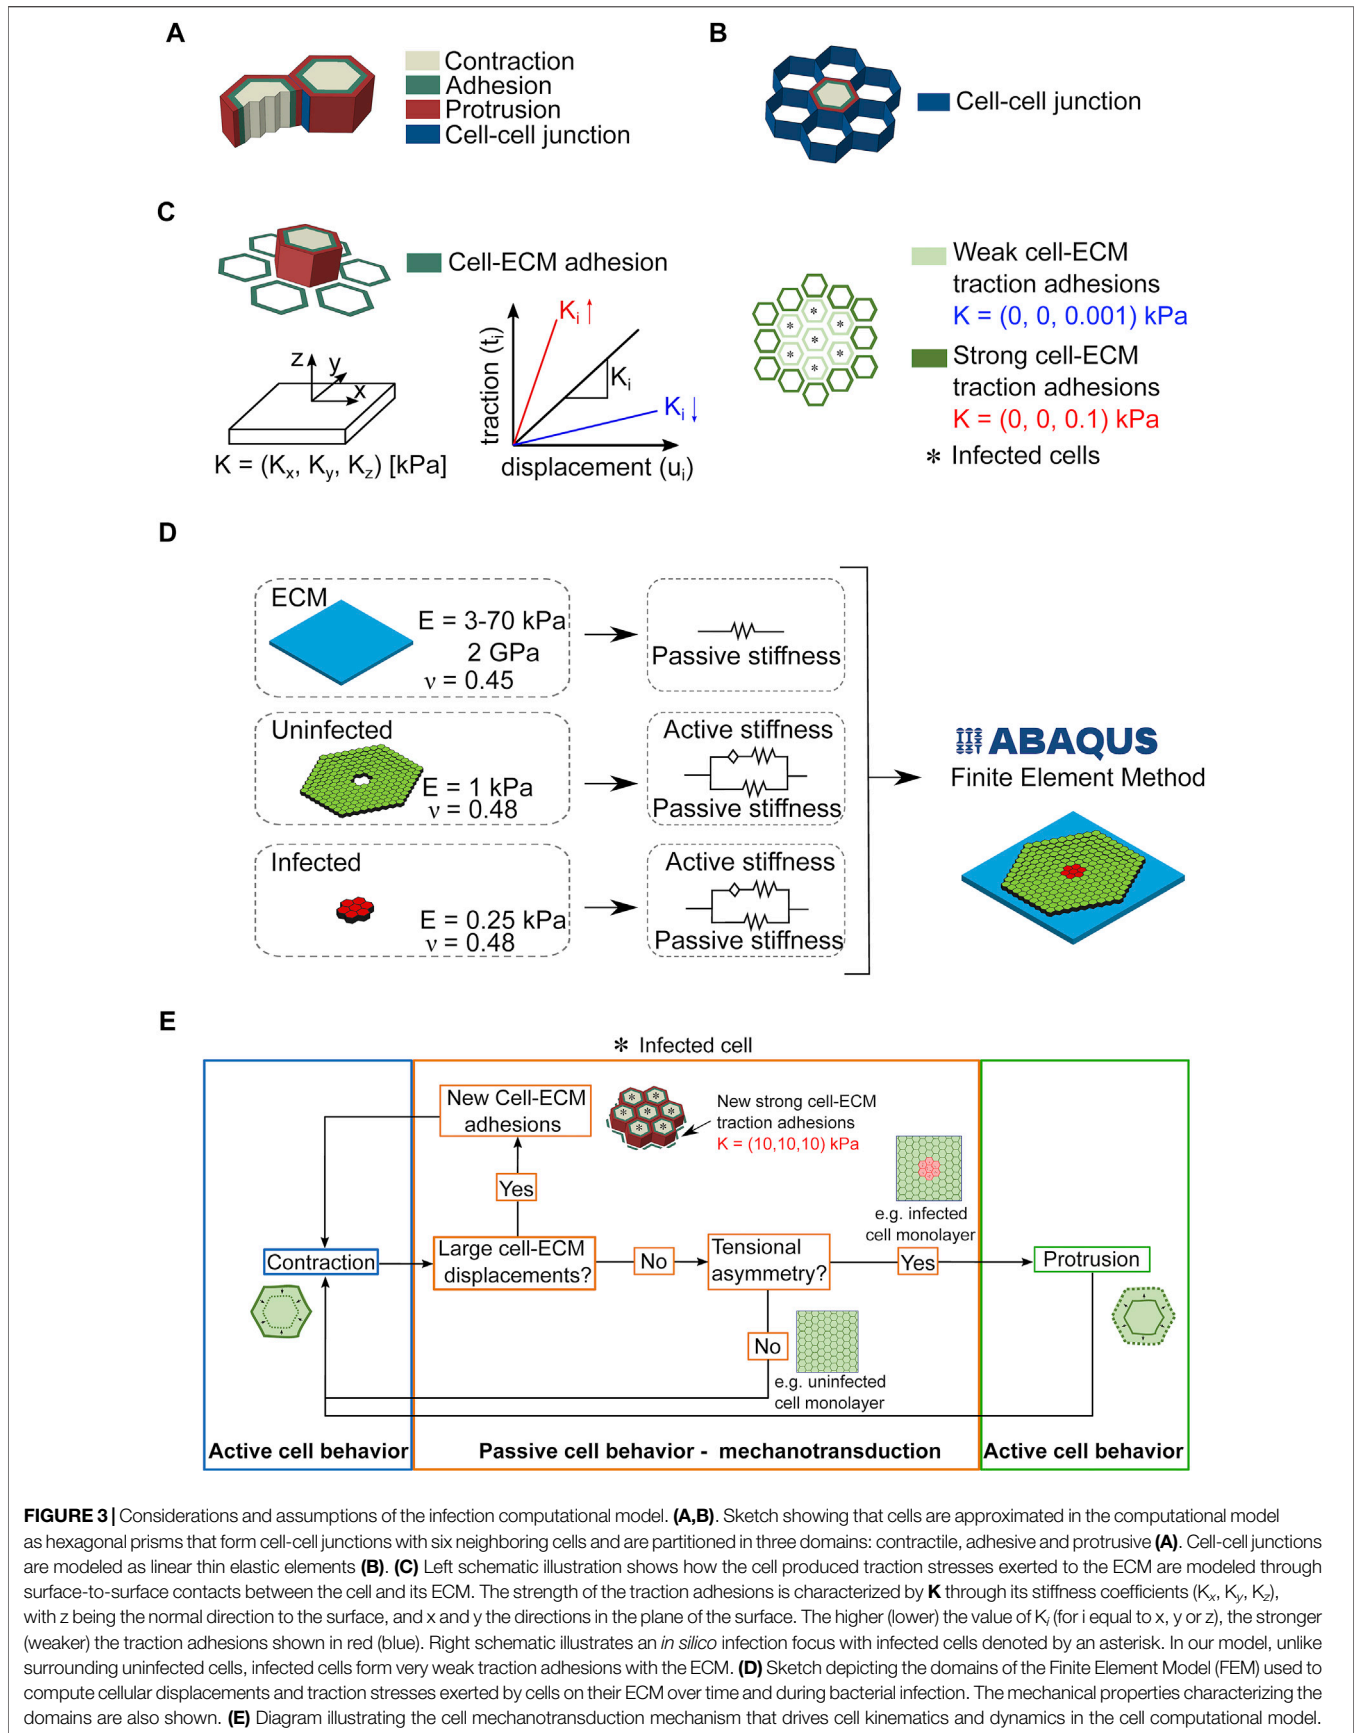 A
Contraction
Adhesion
Protrusion
Cell-cell junction
B
Cell-cell junction
C
Cell-ECM adhesion
z
y
x
K = (Kx, Ky, Kz) [kPa]
traction (ti)
Ki ↑
Ki
Ki ↓
displacement (ui)
Weak cell-ECM
traction adhesions
K = (0, 0, 0.001) kPa
Strong cell-ECM
traction adhesions
K = (0, 0, 0.1) kPa
* Infected cells
D
ECM
E = 3-70 kPa
2 GPa
ν = 0.45
Passive stiffness
Uninfected
E = 1 kPa
ν = 0.48
Active stiffness
Passive stiffness
Infected
E = 0.25 kPa
ν = 0.48
Active stiffness
Passive stiffness
ABAQUS
Finite Element Method
E
* Infected cell
New Cell-ECM
adhesions
New strong cell-ECM
traction adhesions
K = (10,10,10) kPa
Yes
e.g. infected
cell monolayer
Contraction
Large cell-ECM
displacements?
No
Tensional
asymmetry?
Yes
Protrusion
No
e.g. uninfected
cell monolayer
Active cell behavior
Passive cell behavior - mechanotransduction
Active cell behavior
FIGURE 3 | Considerations and assumptions of the infection computational model. (A,B). Sketch showing that cells are approximated in the computational model
as hexagonal prisms that form cell-cell junctions with six neighboring cells and are partitioned in three domains: contractile, adhesive and protrusive (A). Cell-cell junctions
are modeled as linear thin elastic elements (B). (C) Left schematic illustration shows how the cell produced traction stresses exerted to the ECM are modeled through
surface-to-surface contacts between the cell and its ECM. The strength of the traction adhesions is characterized by K through its stiffness coefficients (Kx, Ky, Kz),
with z being the normal direction to the surface, and x and y the directions in the plane of the surface. The higher (lower) the value of Ki (for i equal to x, y or z), the stronger
(weaker) the traction adhesions shown in red (blue). Right schematic illustrates an in silico infection focus with infected cells denoted by an asterisk. In our model, unlike
surrounding uninfected cells, infected cells form very weak traction adhesions with the ECM. (D) Sketch depicting the domains of the Finite Element Model (FEM) used to
compute cellular displacements and traction stresses exerted by cells on their ECM over time and during bacterial infection. The mechanical properties characterizing the
domains are also shown. (E) Diagram illustrating the cell mechanotransduction mechanism that drives cell kinematics and dynamics in the cell computational model.